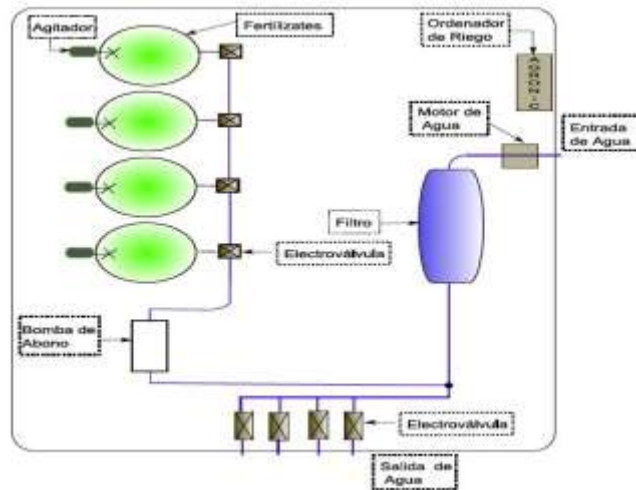 Agitador
Fertilizates
Ordenador
de Riego
AGRONIC
Motor de
Agua
Entrada
de Agua
Filtro
Electroválvula
Bomba de
Abono
Electroválvula
Salida de
Agua